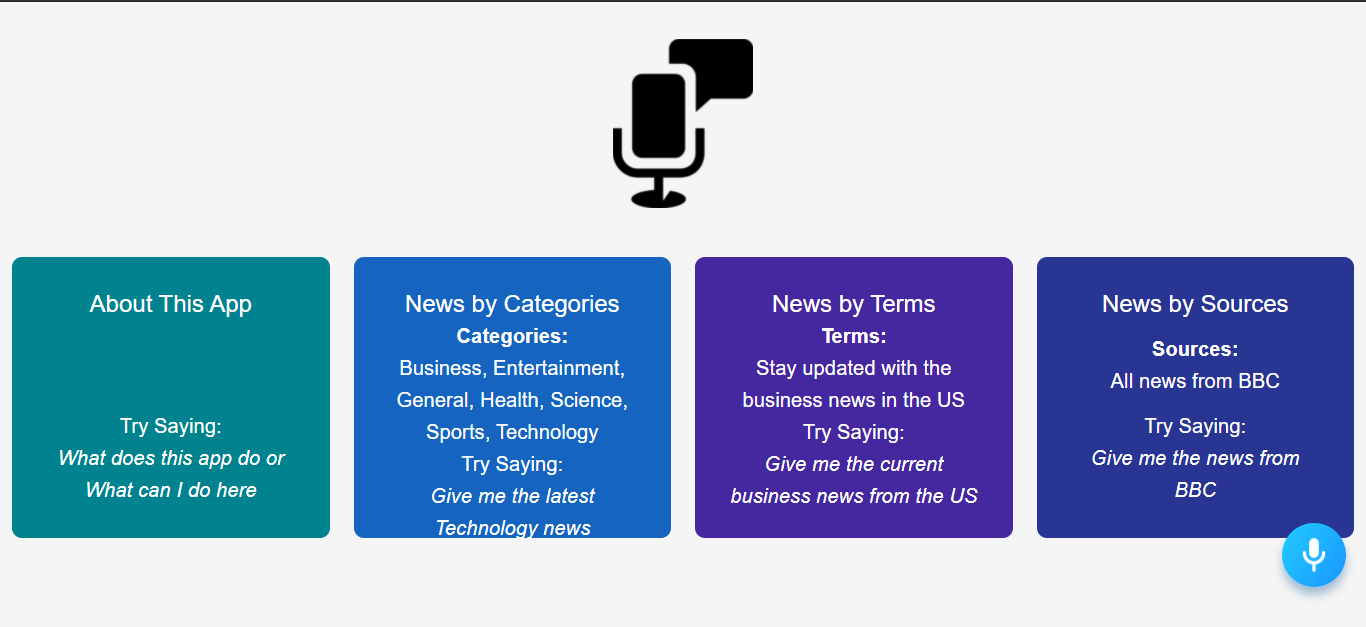 About This App
Try Saying:
What does this app do or
What can I do here
News by Categories
Categories:
Business, Entertainment,
General, Health, Science,
Sports, Technology
Try Saying:
Give me the latest
Technology news
News by Terms
Terms:
Stay updated with the
business news in the US
Try Saying:
Give me the current
business news from the US
News by Sources
Sources:
All news from BBC
Try Saying:
Give me the news from
BBC